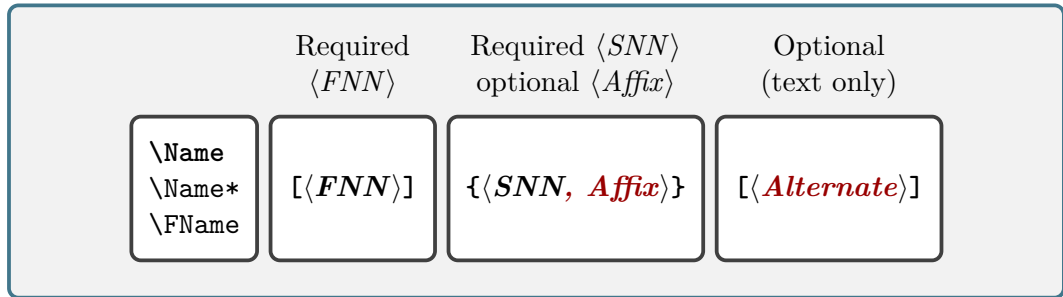 Required Required ⟨SNN⟩ Optional
⟨FNN⟩ optional ⟨Affix⟩ (text only)
\Name
\Name*
\FName
[⟨FNN⟩] {⟨SNN, Affix⟩} [⟨Alternate⟩]